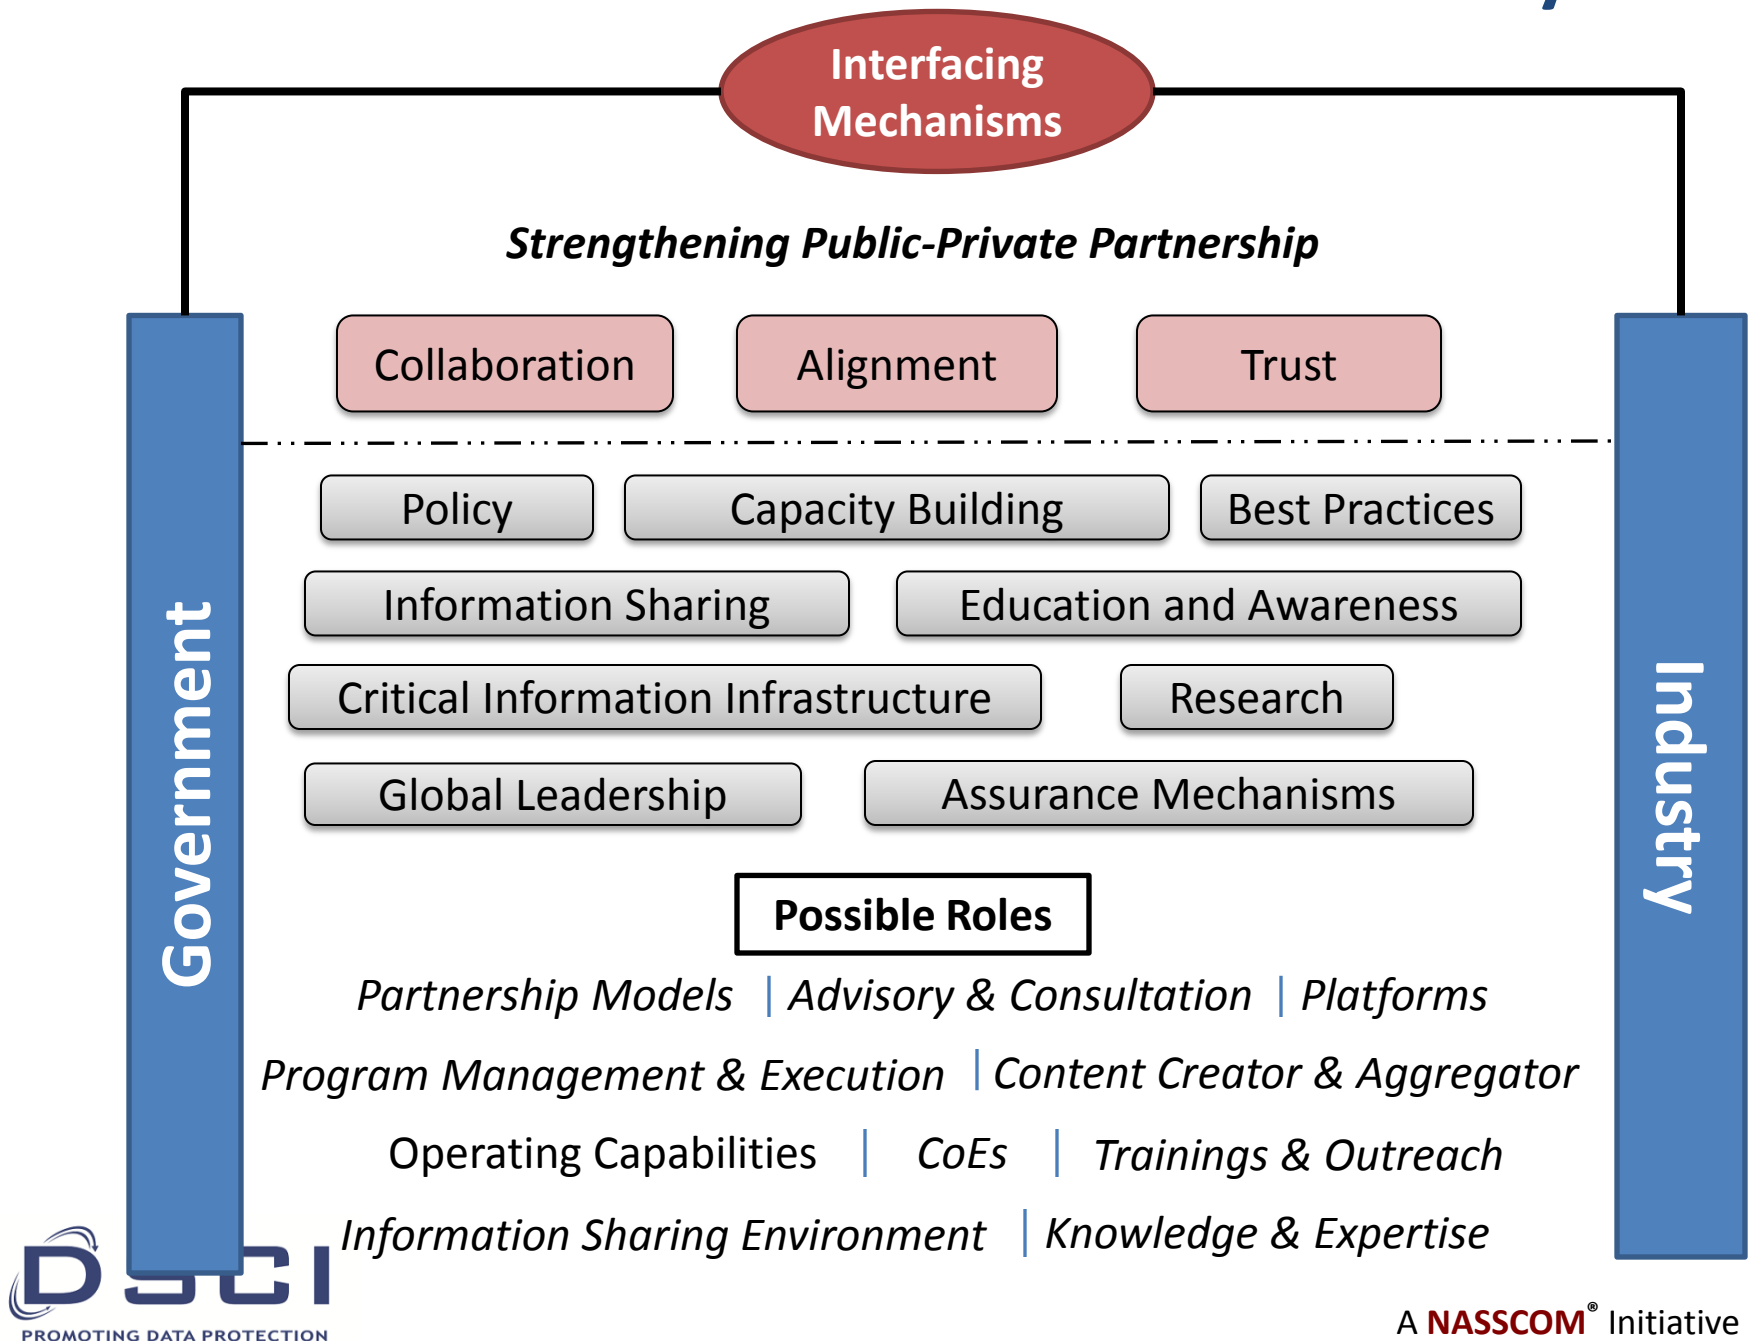 Interfacing
Mechanisms
Strengthening Public-Private Partnership
Collaboration Alignment Trust
Policy Capacity Building Best Practices
Information Sharing Education and Awareness
Critical Information Infrastructure Research
Global Leadership Assurance Mechanisms
Government
Industry
Possible Roles
Partnership Models | Advisory & Consultation | Platforms
Program Management & Execution | Content Creator & Aggregator
Operating Capabilities | CoEs | Trainings & Outreach
Information Sharing Environment | Knowledge & Expertise
DSCI
PROMOTING DATA PROTECTION
A NASSCOM® Initiative